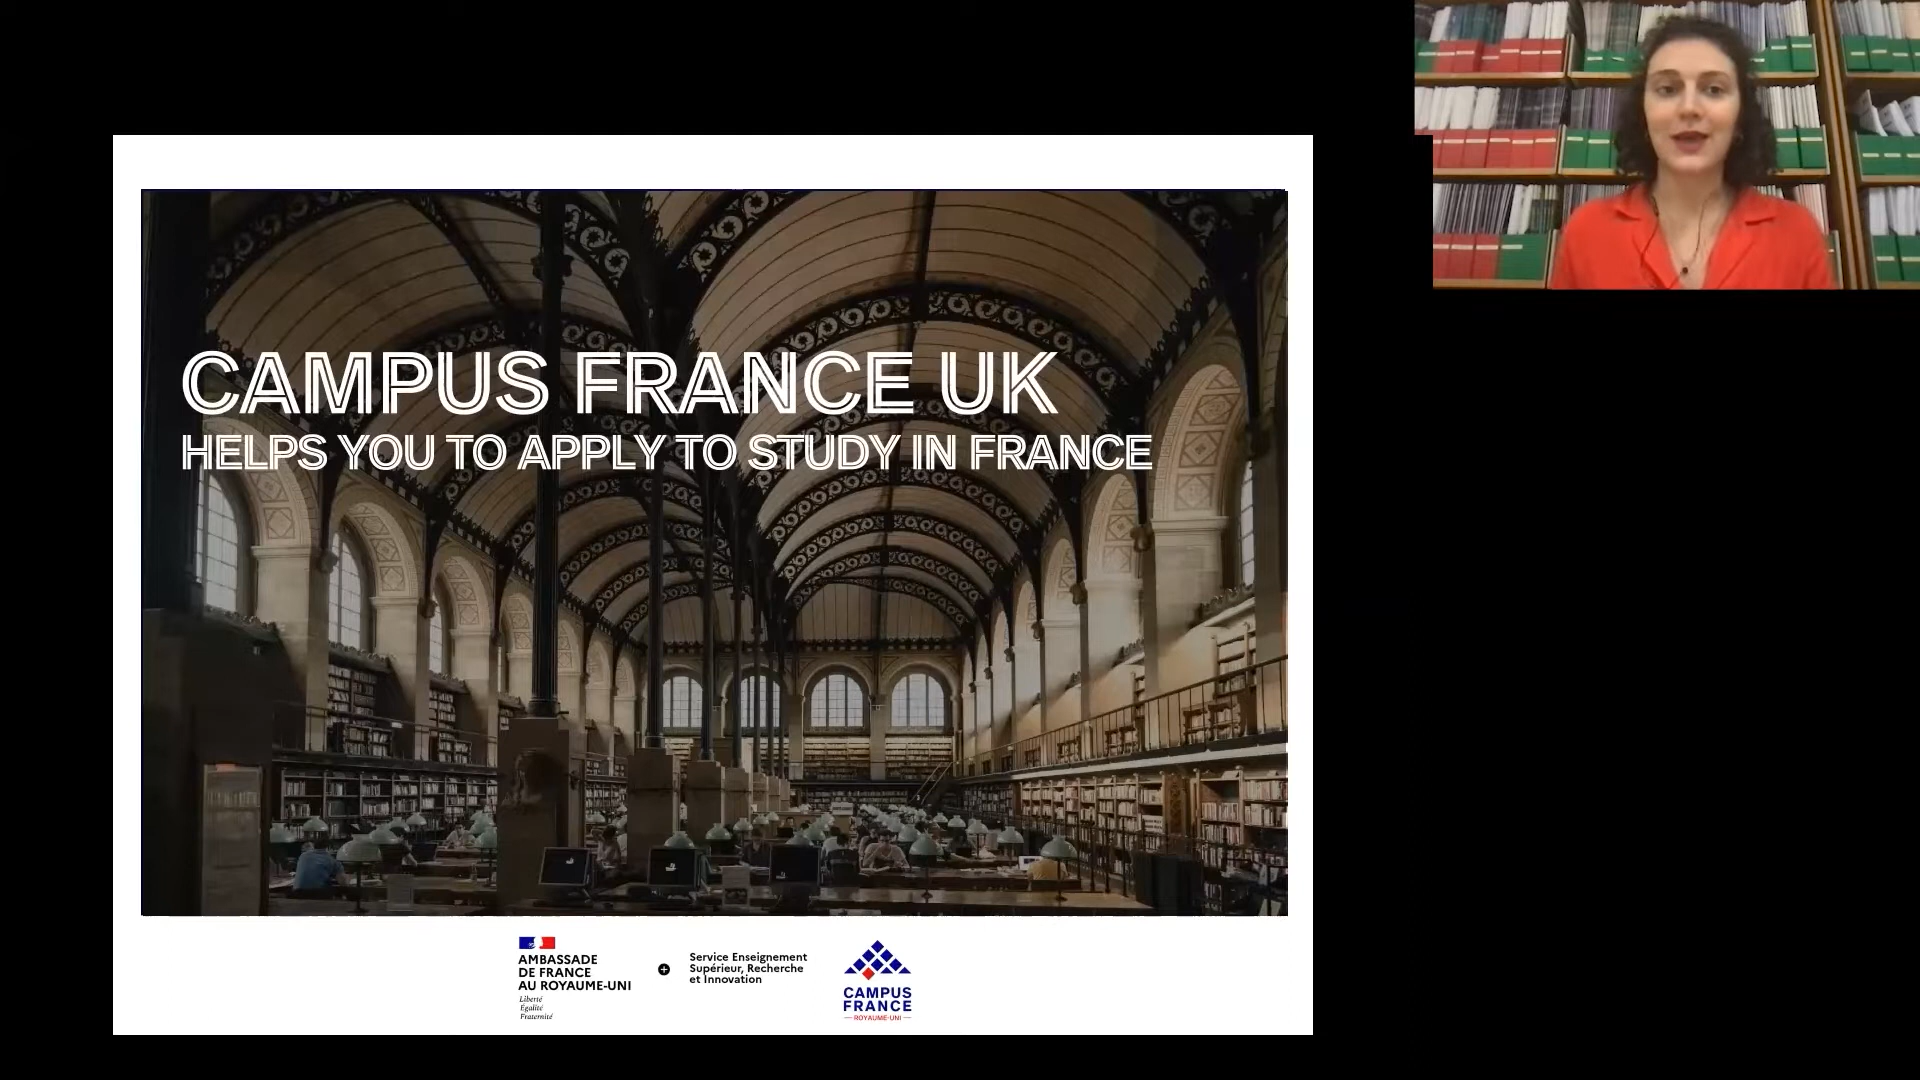 CAMPUS FRANCE UK
HELPS YOU TO APPLY TO STUDY IN FRANCE
AMBASSADE
DE FRANCE
AU ROYAUME-UNI
Liberté
Égalité
Fraternité
Service Enseignement
Supérieur, Recherche
et Innovation
CAMPUS
FRANCE
ROYAUME-UNI